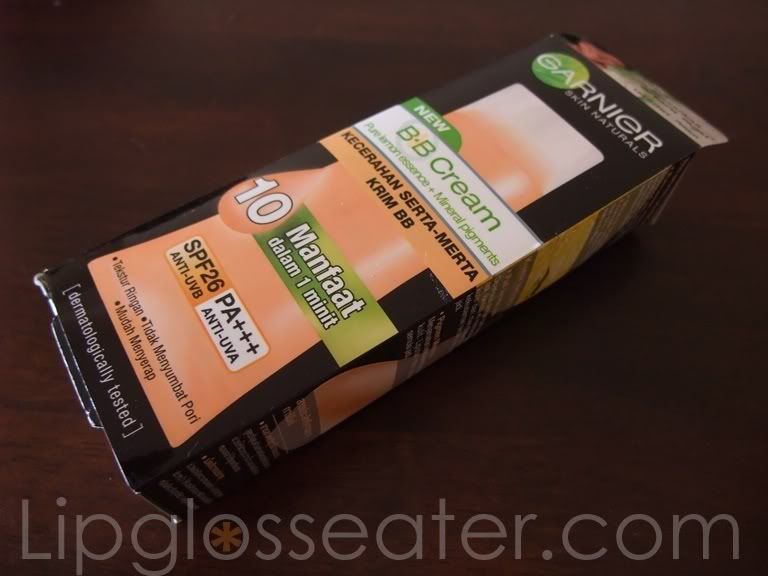 GARNIER
SKIN NATURALS
NEW
B·B Cream
Pure lemon essence + Mineral pigments
KECERAHAN SERTA-MERTA
KRIM BB
10
Manfaat
dalam 1 minit
SPF26 PA+++
ANTI-UVB ANTI-UVA
•Tekstur Ringan •Tidak Menyumbat Pori
•Mudah Menyerap
[dermatologically tested]
Lipglosseater.com